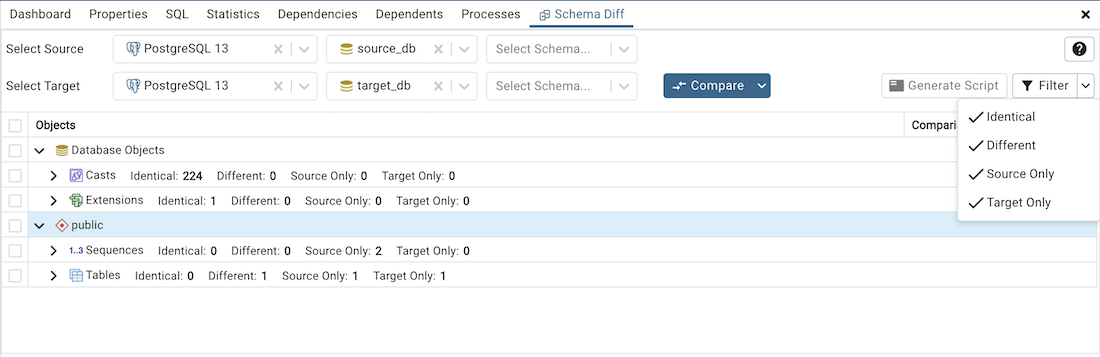 Dashboard Properties SQL Statistics Dependencies Dependents Processes Schema Diff
Select Source PostgreSQL 13 source_db Select Schema...
Select Target PostgreSQL 13 target_db Select Schema... Compare Generate Script Filter
Identical
Different
Source Only
Target Only
Objects Compari
Database Objects
Casts Identical: 224 Different: 0 Source Only: 0 Target Only: 0
Extensions Identical: 1 Different: 0 Source Only: 0 Target Only: 0
public
1..3 Sequences Identical: 0 Different: 0 Source Only: 2 Target Only: 0
Tables Identical: 0 Different: 1 Source Only: 1 Target Only: 1